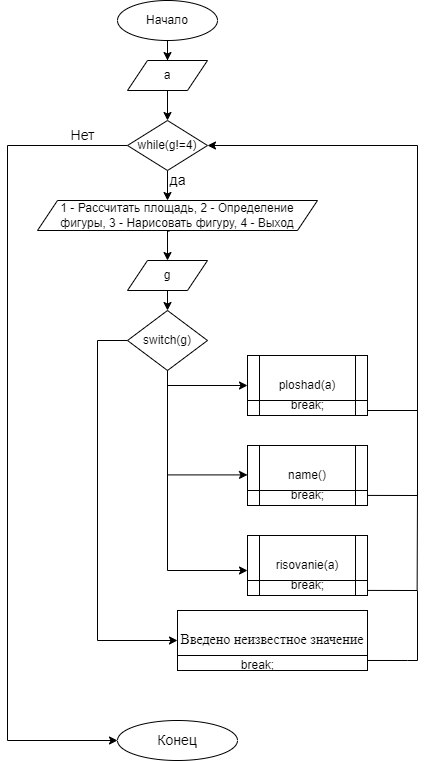 Начало
a
while(g!=4)
Нет
да
1 - Рассчитать площадь, 2 - Определение
фигуры, 3 - Нарисовать фигуру, 4 - Выход
g
switch(g)
ploshad(a)
break;
name()
break;
risovanie(a)
break;
Введено неизвестное значение
break;
Конец